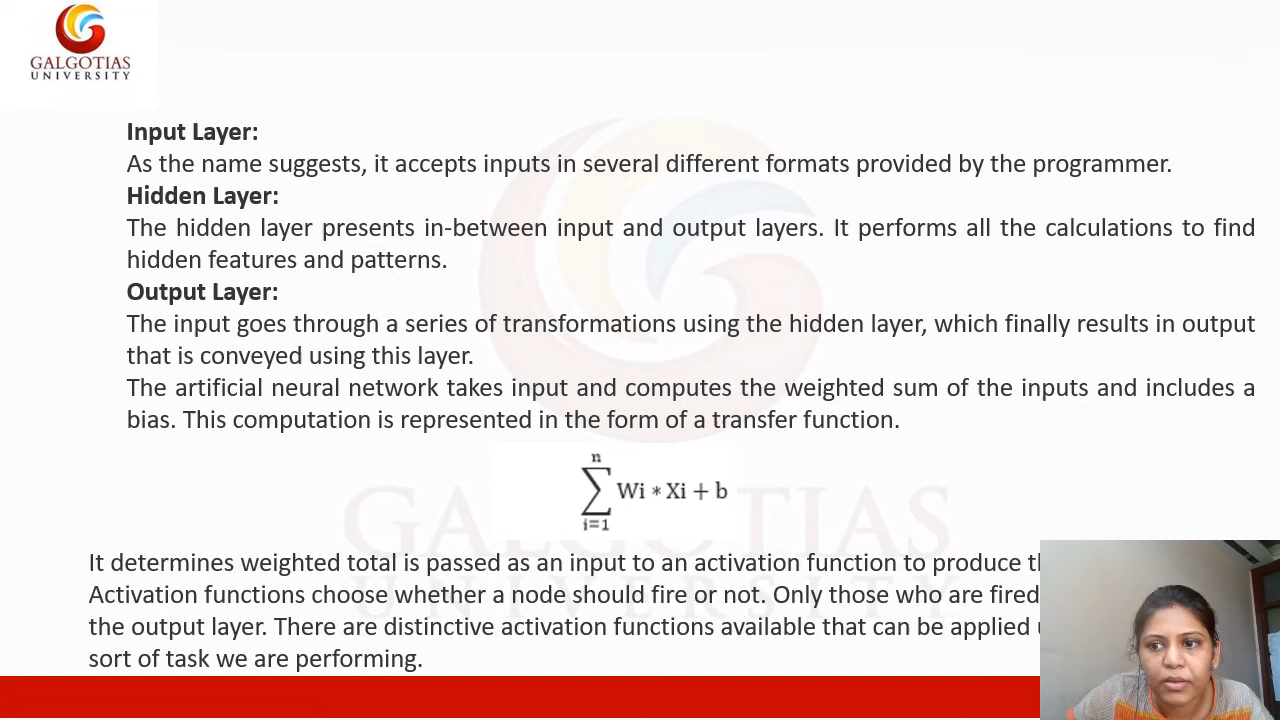 GALGOTIAS
UNIVERSITY
Input Layer:
As the name suggests, it accepts inputs in several different formats provided by the programmer.
Hidden Layer:
The hidden layer presents in-between input and output layers. It performs all the calculations to find
hidden features and patterns.
Output Layer:
The input goes through a series of transformations using the hidden layer, which finally results in output
that is conveyed using this layer.
The artificial neural network takes input and computes the weighted sum of the inputs and includes a
bias. This computation is represented in the form of a transfer function.
n
∑ Wi * Xi + b
i=1
GALGOTIAS
UNIVERSITY
It determines weighted total is passed as an input to an activation function to produce
Activation functions choose whether a node should fire or not. Only those who are fired
the output layer. There are distinctive activation functions available that can be applied
sort of task we are performing.